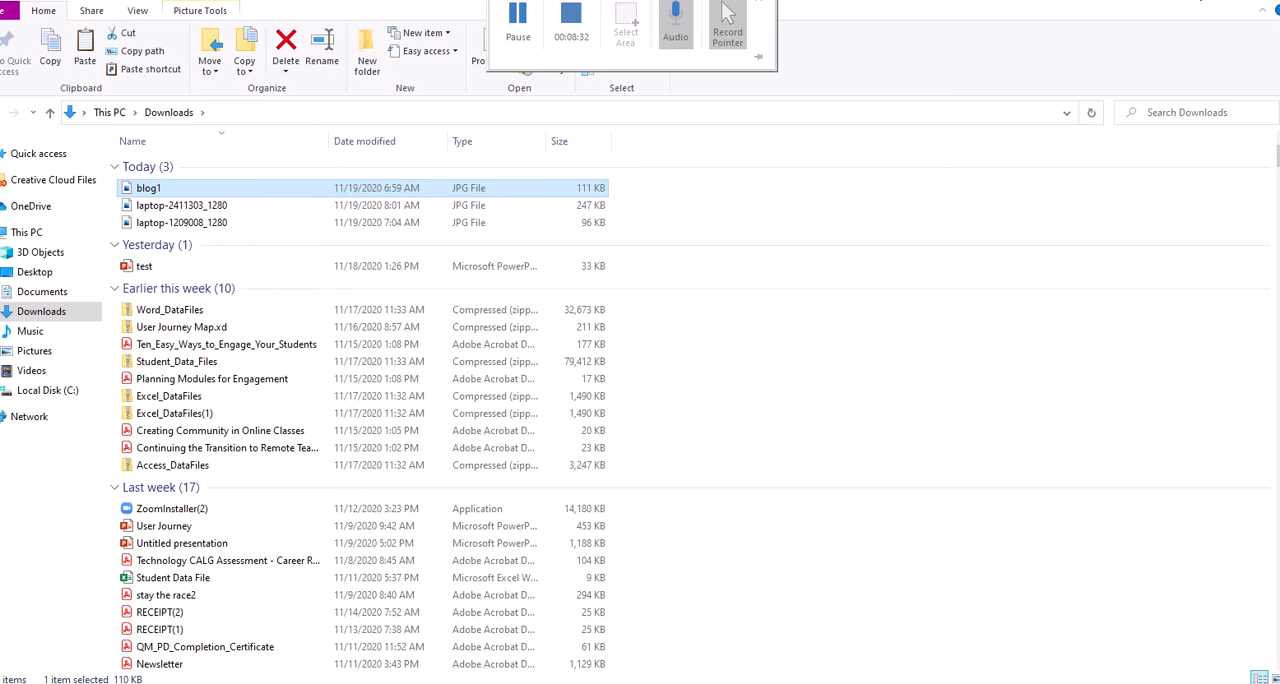 e Home Share View Picture Tools
Pause 00:08:32 Select Area Audio Record Pointer
o Quick ccess Copy Paste Cut Copy path Paste shortcut Move to Copy to Delete Rename New folder New item Easy access Pro
Clipboard Organize New Open Select
This PC > Downloads > Search Downloads
Name Date modified Type Size
Quick access
Creative Cloud Files
OneDrive
This PC
3D Objects
Desktop
Documents
Downloads
Music
Pictures
Videos
Local Disk (C:)
Network
Today (3)
blog1 11/19/2020 6:59 AM JPG File 111 KB
laptop-2411303_1280 11/19/2020 8:01 AM JPG File 247 KB
laptop-1209008_1280 11/19/2020 7:04 AM JPG File 96 KB
Yesterday (1)
test 11/18/2020 1:26 PM Microsoft PowerP... 33 KB
Earlier this week (10)
Word_DataFiles 11/17/2020 11:33 AM Compressed (zipp... 32,673 KB
User Journey Map.xd 11/16/2020 8:57 AM Compressed (zipp... 211 KB
Ten_Easy_Ways_to_Engage_Your_Students 11/15/2020 1:08 PM Adobe Acrobat D... 177 KB
Student_Data_Files 11/17/2020 11:33 AM Compressed (zipp... 79,412 KB
Planning Modules for Engagement 11/15/2020 1:08 PM Adobe Acrobat D... 17 KB
Excel_DataFiles 11/17/2020 11:32 AM Compressed (zipp... 1,490 KB
Excel_DataFiles(1) 11/17/2020 11:32 AM Compressed (zipp... 1,490 KB
Creating Community in Online Classes 11/15/2020 1:05 PM Adobe Acrobat D... 20 KB
Continuing the Transition to Remote Tea... 11/15/2020 1:02 PM Adobe Acrobat D... 23 KB
Access_DataFiles 11/17/2020 11:32 AM Compressed (zipp... 3,247 KB
Last week (17)
ZoomInstaller(2) 11/12/2020 3:23 PM Application 14,180 KB
User Journey 11/9/2020 9:42 AM Microsoft PowerP... 453 KB
Untitled presentation 11/9/2020 5:02 PM Microsoft PowerP... 1,188 KB
Technology CALG Assessment - Career R... 11/8/2020 8:45 AM Adobe Acrobat D... 104 KB
Student Data File 11/11/2020 5:37 PM Microsoft Excel W... 9 KB
stay the race2 11/9/2020 8:40 AM Adobe Acrobat D... 294 KB
RECEIPT(2) 11/14/2020 7:52 AM Adobe Acrobat D... 25 KB
RECEIPT(1) 11/13/2020 7:38 AM Adobe Acrobat D... 25 KB
QM_PD_Completion_Certificate 11/11/2020 11:52 AM Adobe Acrobat D... 61 KB
Newsletter 11/11/2020 3:43 PM Adobe Acrobat D... 1,129 KB
items 1 item selected 110 KB